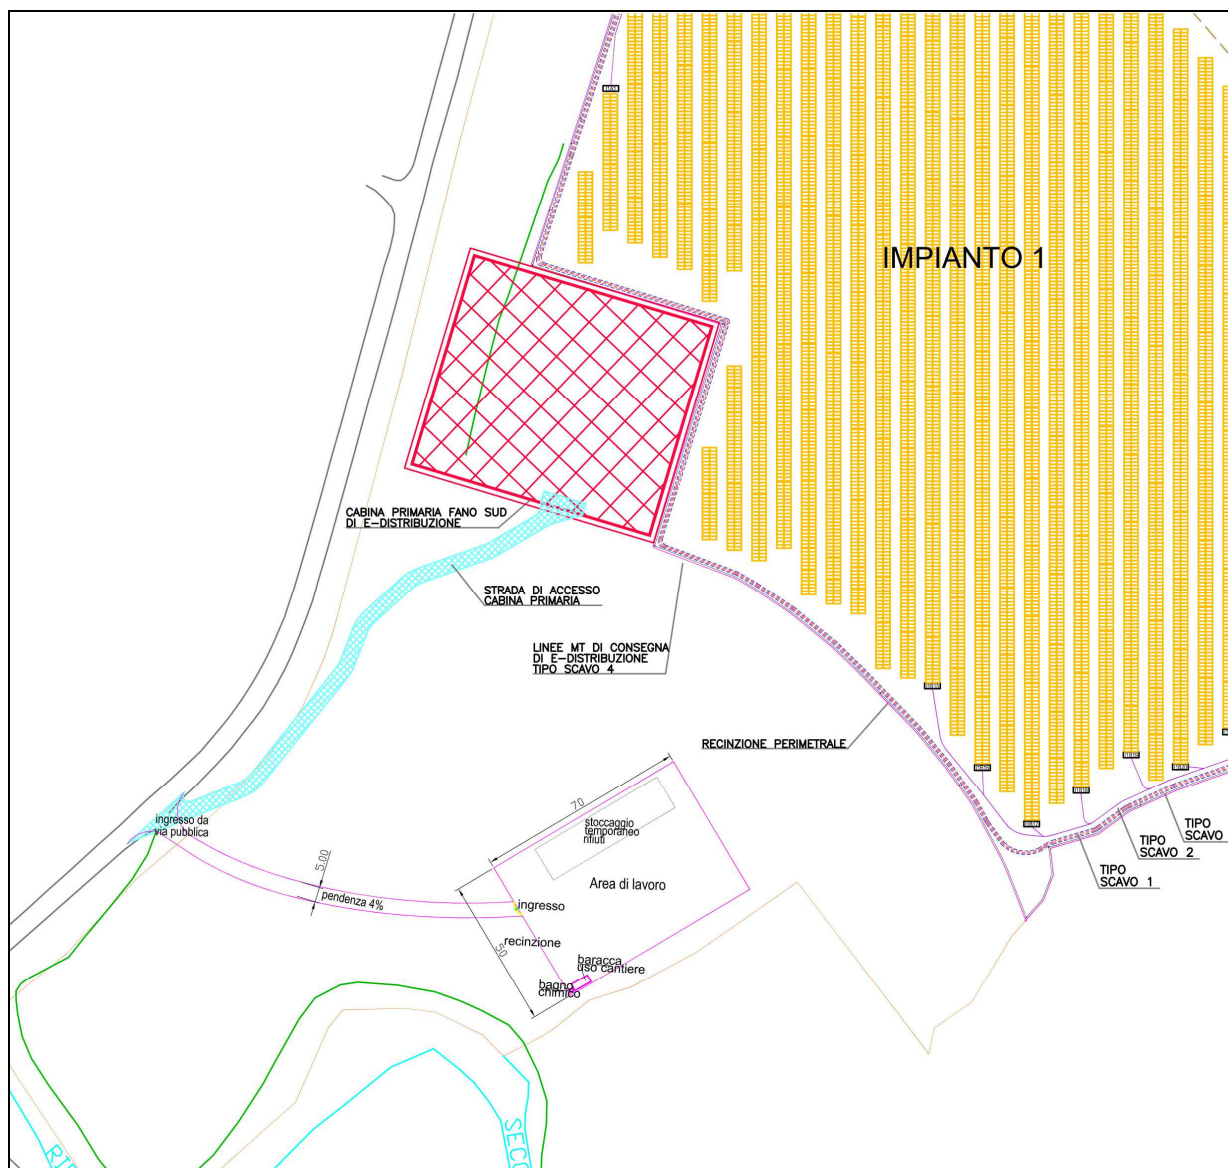 IMPIANTO 1
CABINA PRIMARIA FANO SUD
DI E-DISTRIBUZIONE
STRADA DI ACCESSO
CABINA PRIMARIA
LINEE MT DI CONSEGNA
DI E-DISTRIBUZIONE
TIPO SCAVO 4
RECINZIONE PERIMETRALE
ingresso da
via pubblica
70
stoccaggio
temporaneo
rifiuti
Area di lavoro
5.00
pendenza 4%
ingresso
recinzione
50
baracca
uso cantiere
bagno
chimico
TIPO
SCAVO 1
TIPO
SCAVO 2
TIPO
SCAVO
SECO